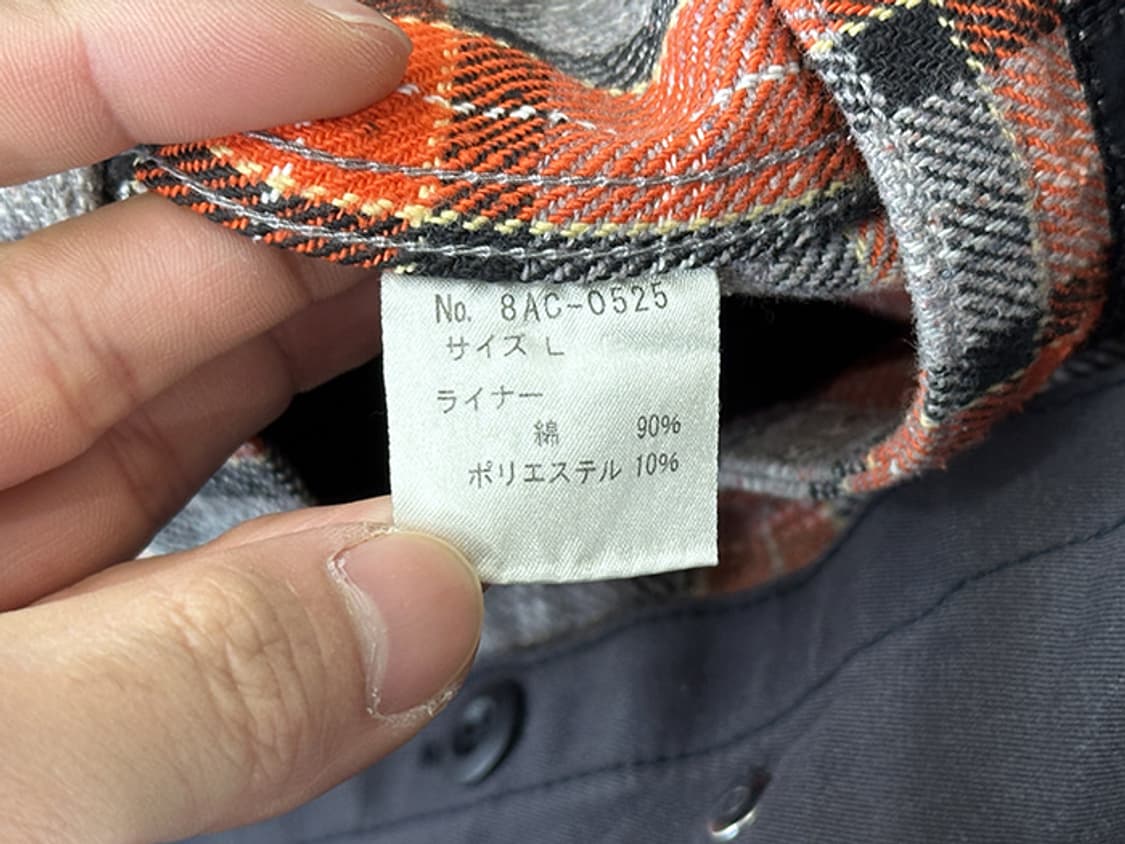 No. 8AC-0525
サイズ L
ライナー
綿 90%
ポリエステル 10%